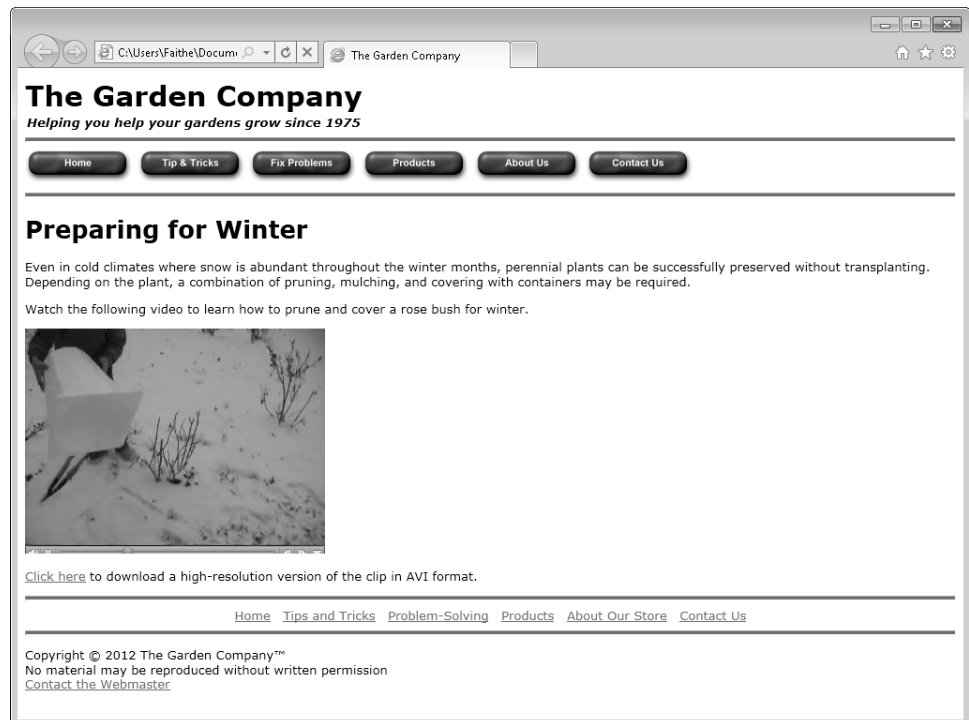 C:\Users\Faithe\Docum
The Garden Company
The Garden Company
Helping you help your gardens grow since 1975
Home Tip & Tricks Fix Problems Products About Us Contact Us
Preparing for Winter
Even in cold climates where snow is abundant throughout the winter months, perennial plants can be successfully preserved without transplanting.
Depending on the plant, a combination of pruning, mulching, and covering with containers may be required.
Watch the following video to learn how to prune and cover a rose bush for winter.
Click here to download a high-resolution version of the clip in AVI format.
Home Tips and Tricks Problem-Solving Products About Our Store Contact Us
Copyright © 2012 The Garden Company™
No material may be reproduced without written permission
Contact the Webmaster